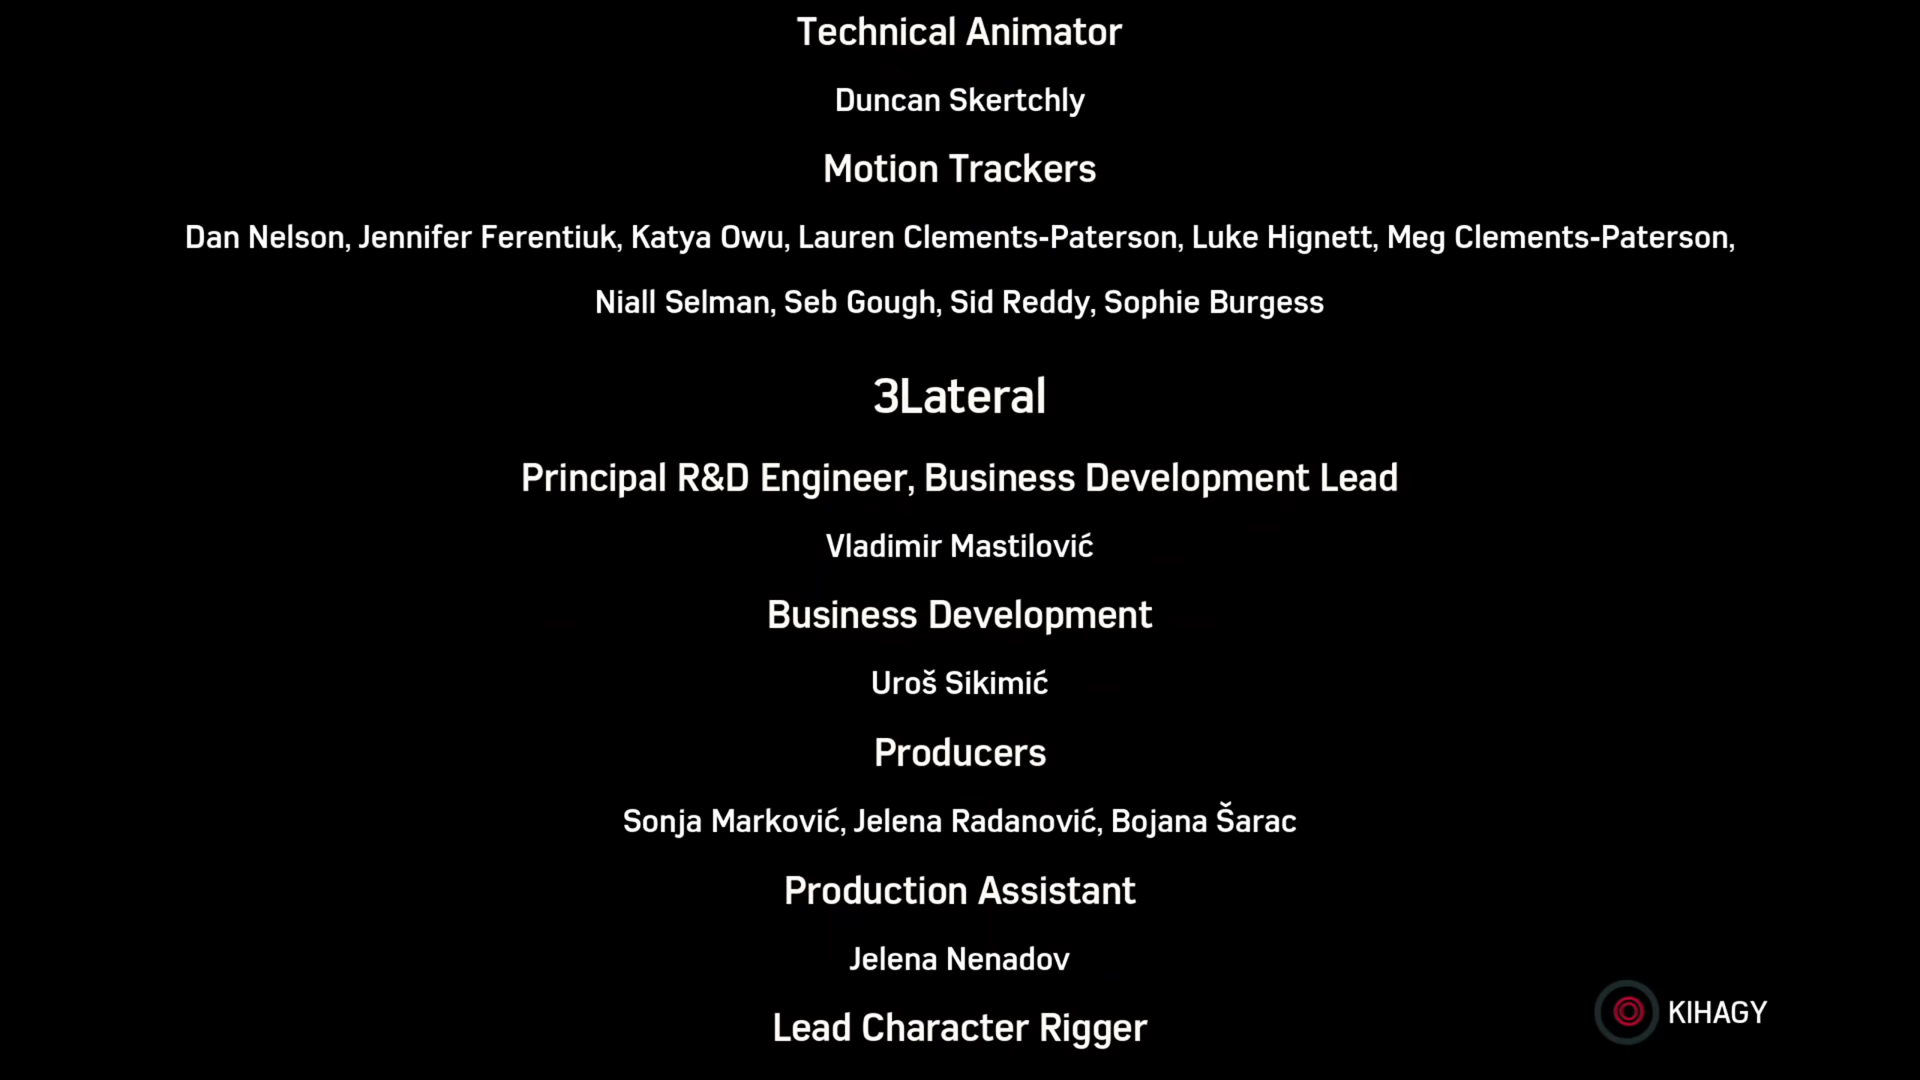 Technical Animator
Duncan Skertchly
Motion Trackers
Dan Nelson, Jennifer Ferentiuk, Katya Owu, Lauren Clements-Paterson, Luke Hignett, Meg Clements-Paterson,
Niall Selman, Seb Gough, Sid Reddy, Sophie Burgess
3Lateral
Principal R&D Engineer, Business Development Lead
Vladimir Mastilović
Business Development
Uroš Sikimić
Producers
Sonja Marković, Jelena Radanović, Bojana Šarac
Production Assistant
Jelena Nenadov
Lead Character Rigger
KIHAGY